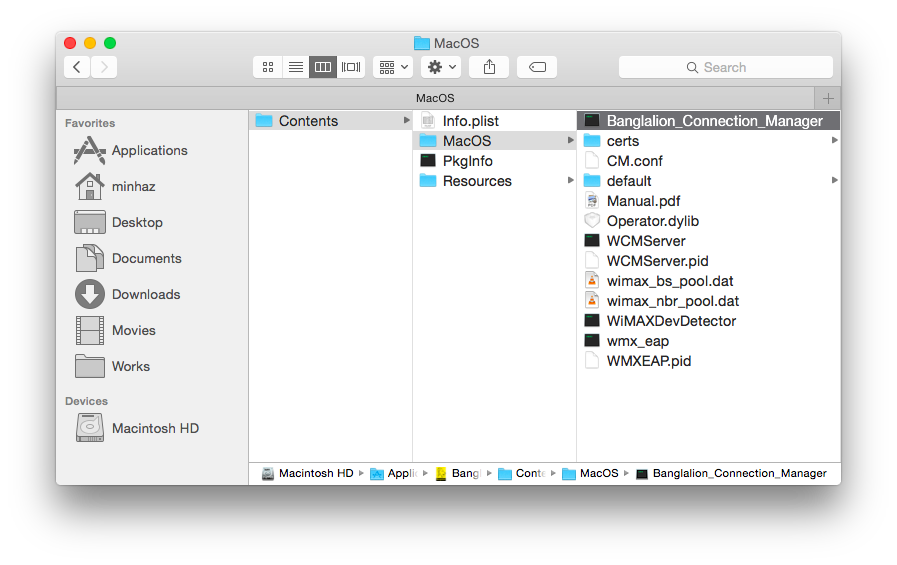 MacOS
Search
MacOS
Favorites
Applications
minhaz
Desktop
Documents
Downloads
Movies
Works
Devices
Macintosh HD
Contents
Info.plist
MacOS
PkgInfo
Resources
Banglalion_Connection_Manager
certs
CM.conf
default
Manual.pdf
Operator.dylib
WCMServer
WCMServer.pid
wimax_bs_pool.dat
wimax_nbr_pool.dat
WiMAXDevDetector
wmx_eap
WMXEAP.pid
Macintosh HD Applic Bangl Conte MacOS Banglalion_Connection_Manager